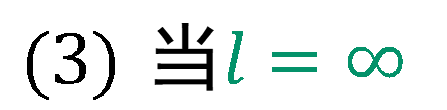 (3) 当l = ∞